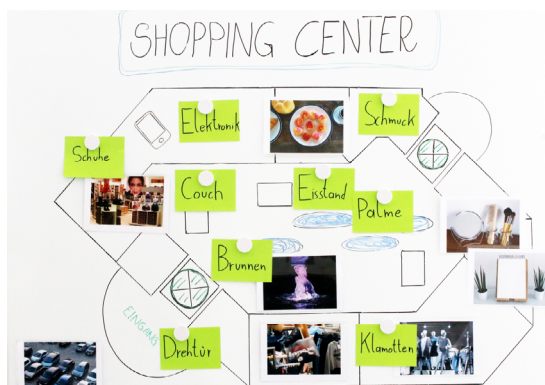 SHOPPING CENTER
Elektronik
Schmuck
Schuhe
Couch
Eisstand
Palme
Brunnen
EINGANG
Drehtür
Klamotten